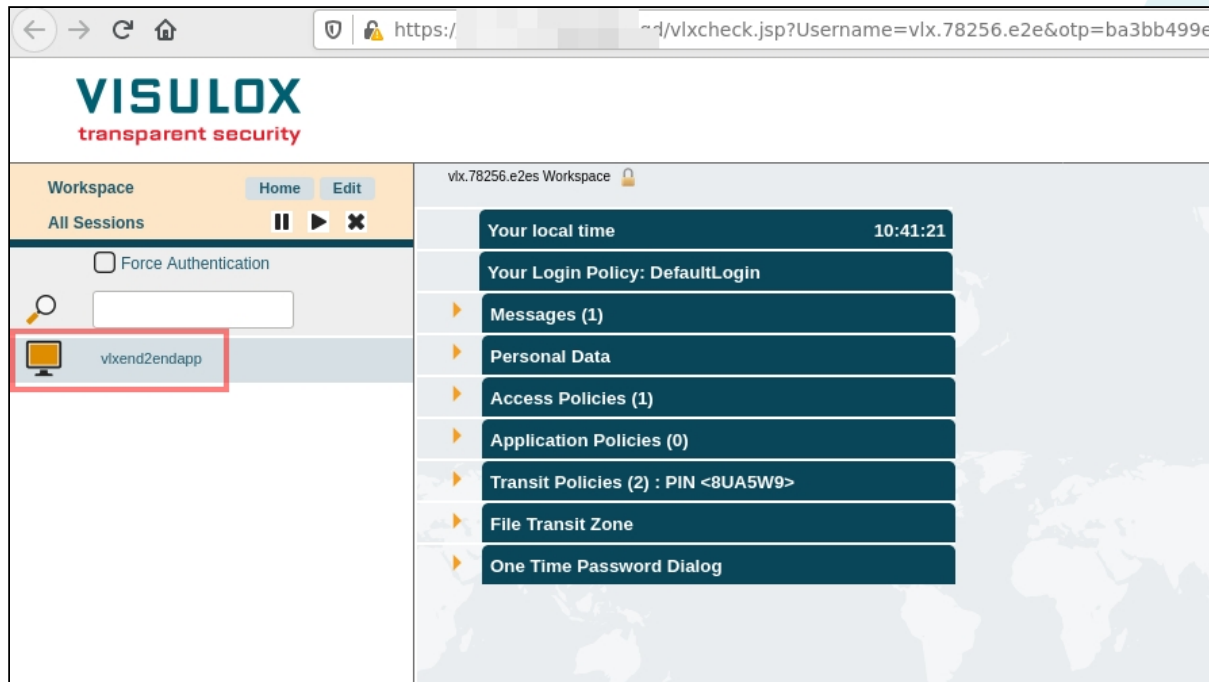 https:/ gd/vlxcheck.jsp?Username=vlx.78256.e2e&otp=ba3bb499e
VISULOX
transparent security
Workspace Home Edit
All Sessions
Force Authentication
vlxend2endapp
vlx.78256.e2es Workspace
Your local time 10:41:21
Your Login Policy: DefaultLogin
Messages (1)
Personal Data
Access Policies (1)
Application Policies (0)
Transit Policies (2) : PIN <8UA5W9>
File Transit Zone
One Time Password Dialog